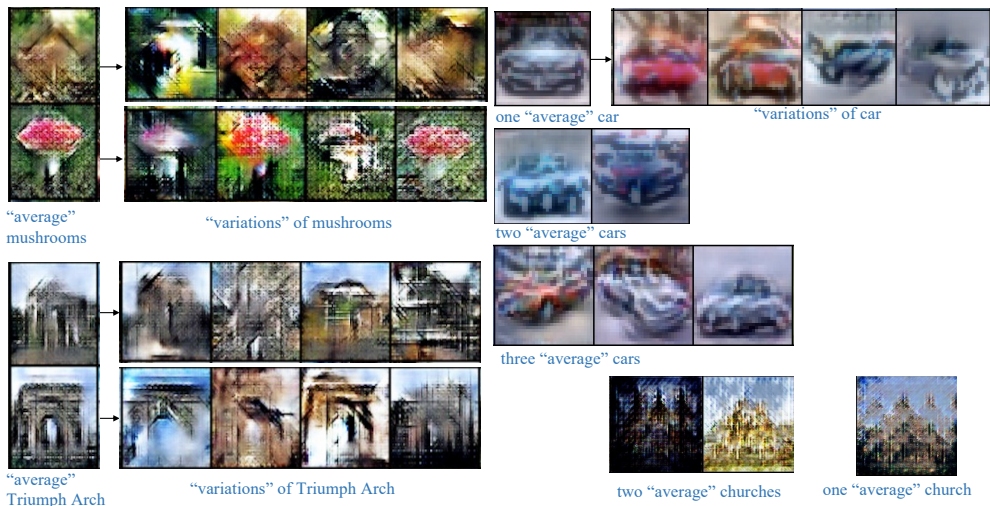 one “average” car
“variations” of car
“average”
mushrooms
“variations” of mushrooms
two “average” cars
three “average” cars
“average”
Triumph Arch
“variations” of Triumph Arch
two “average” churches
one “average” church